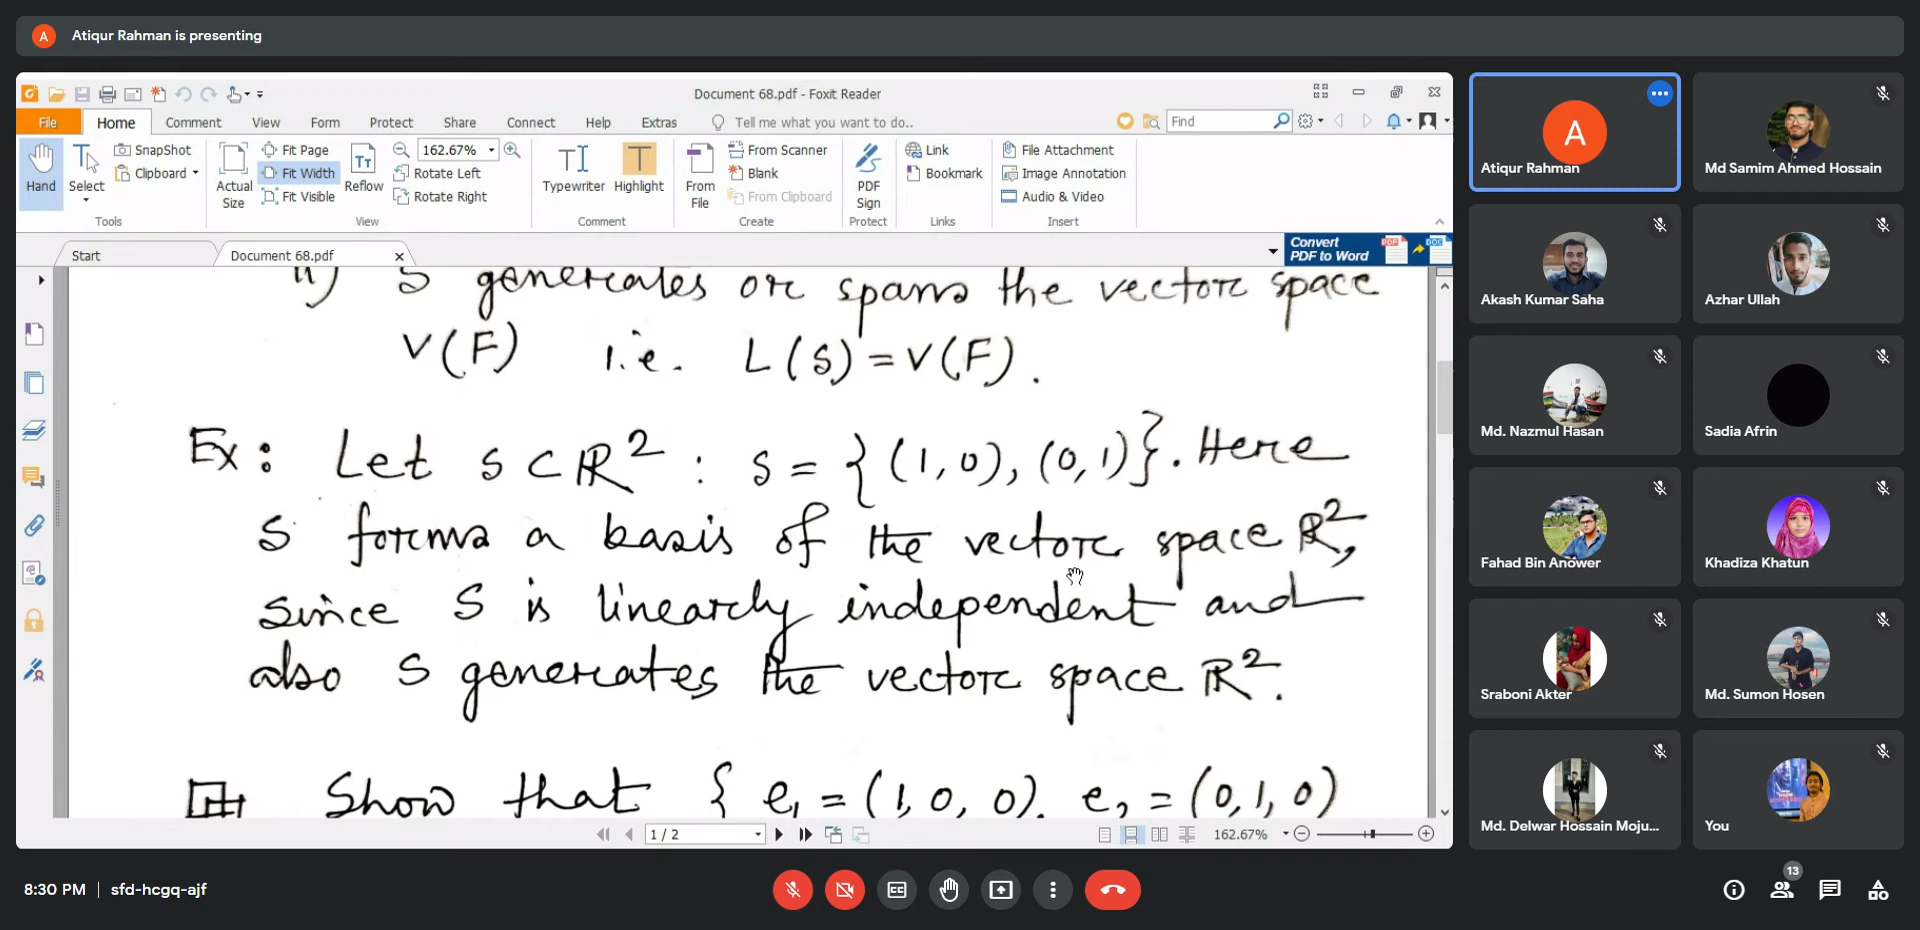 A Atiqur Rahman is presenting
Document 68.pdf - Foxit Reader
File Home Comment View Form Protect Share Connect Help Extras Tell me what you want to do.. Find
Hand
Select
SnapShot
Clipboard
Tools
Actual Size
Fit Page
Fit Width
Fit Visible
Reflow
162.67%
Rotate Left
Rotate Right
View
Typewriter
Highlight
Comment
From File
From Scanner
Blank
From Clipboard
Create
PDF Sign
Protect
Link
Bookmark
Links
File Attachment
Image Annotation
Audio & Video
Insert
Start
Document 68.pdf
Convert
PDF to Word
ii) S generates or spans the vector space
V(F) i.e. L(S) = V(F).
Ex: Let S ⊂ ℝ² : S = {(1,0), (0,1)}. Here
S forms a basis of the vector space ℝ²,
since S is linearly independent and
also S generates the vector space ℝ².
Show that { e₁ = (1, 0, 0), e₂ = (0, 1, 0)
1 / 2
162.67%
A
Atiqur Rahman
Md Samim Ahmed Hossain
Akash Kumar Saha
Azhar Ullah
Md. Nazmul Hasan
Sadia Afrin
Fahad Bin Anower
Khadiza Khatun
Sraboni Akter
Md. Sumon Hosen
Md. Delwar Hossain Moju...
You
8:30 PM | sfd-hcgq-ajf
13